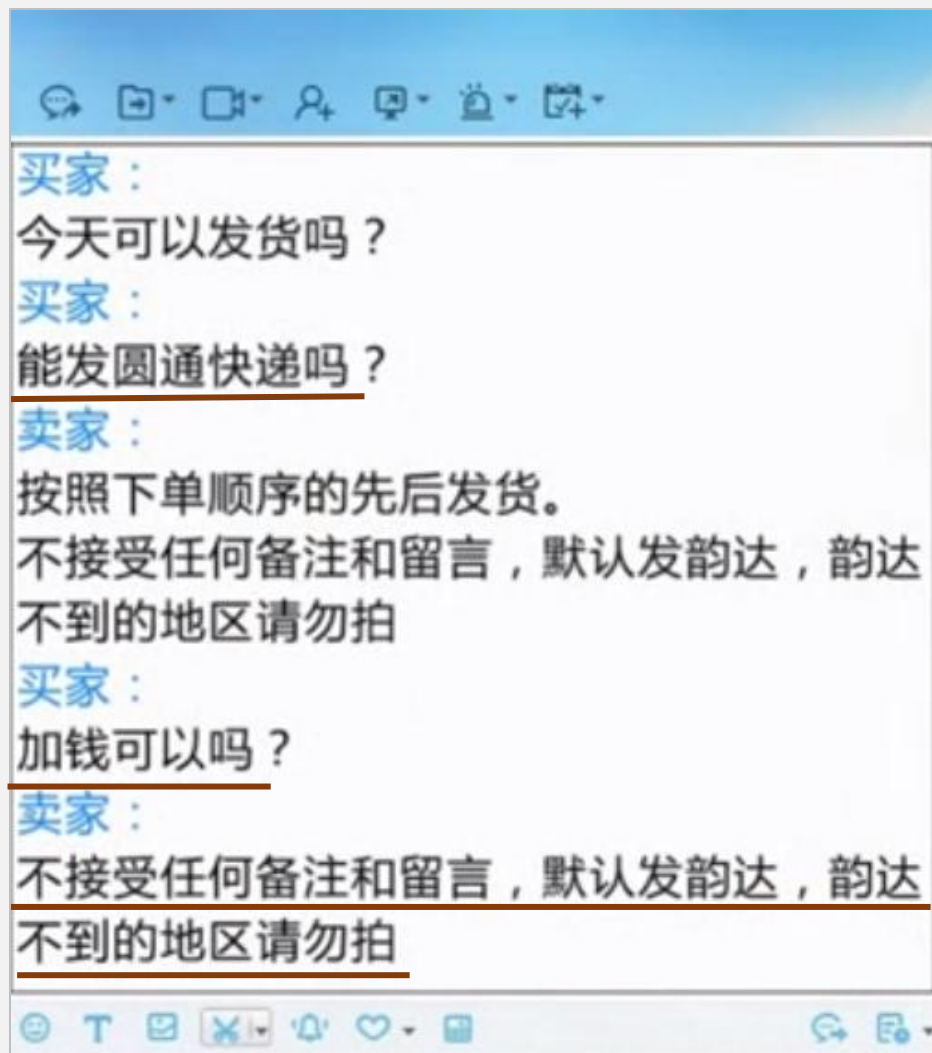 买家：
今天可以发货吗？
买家：
能发圆通快递吗？
卖家：
按照下单顺序的先后发货。
不接受任何备注和留言，默认发韵达，韵达
不到的地区请勿拍
买家：
加钱可以吗？
卖家：
不接受任何备注和留言，默认发韵达，韵达
不到的地区请勿拍